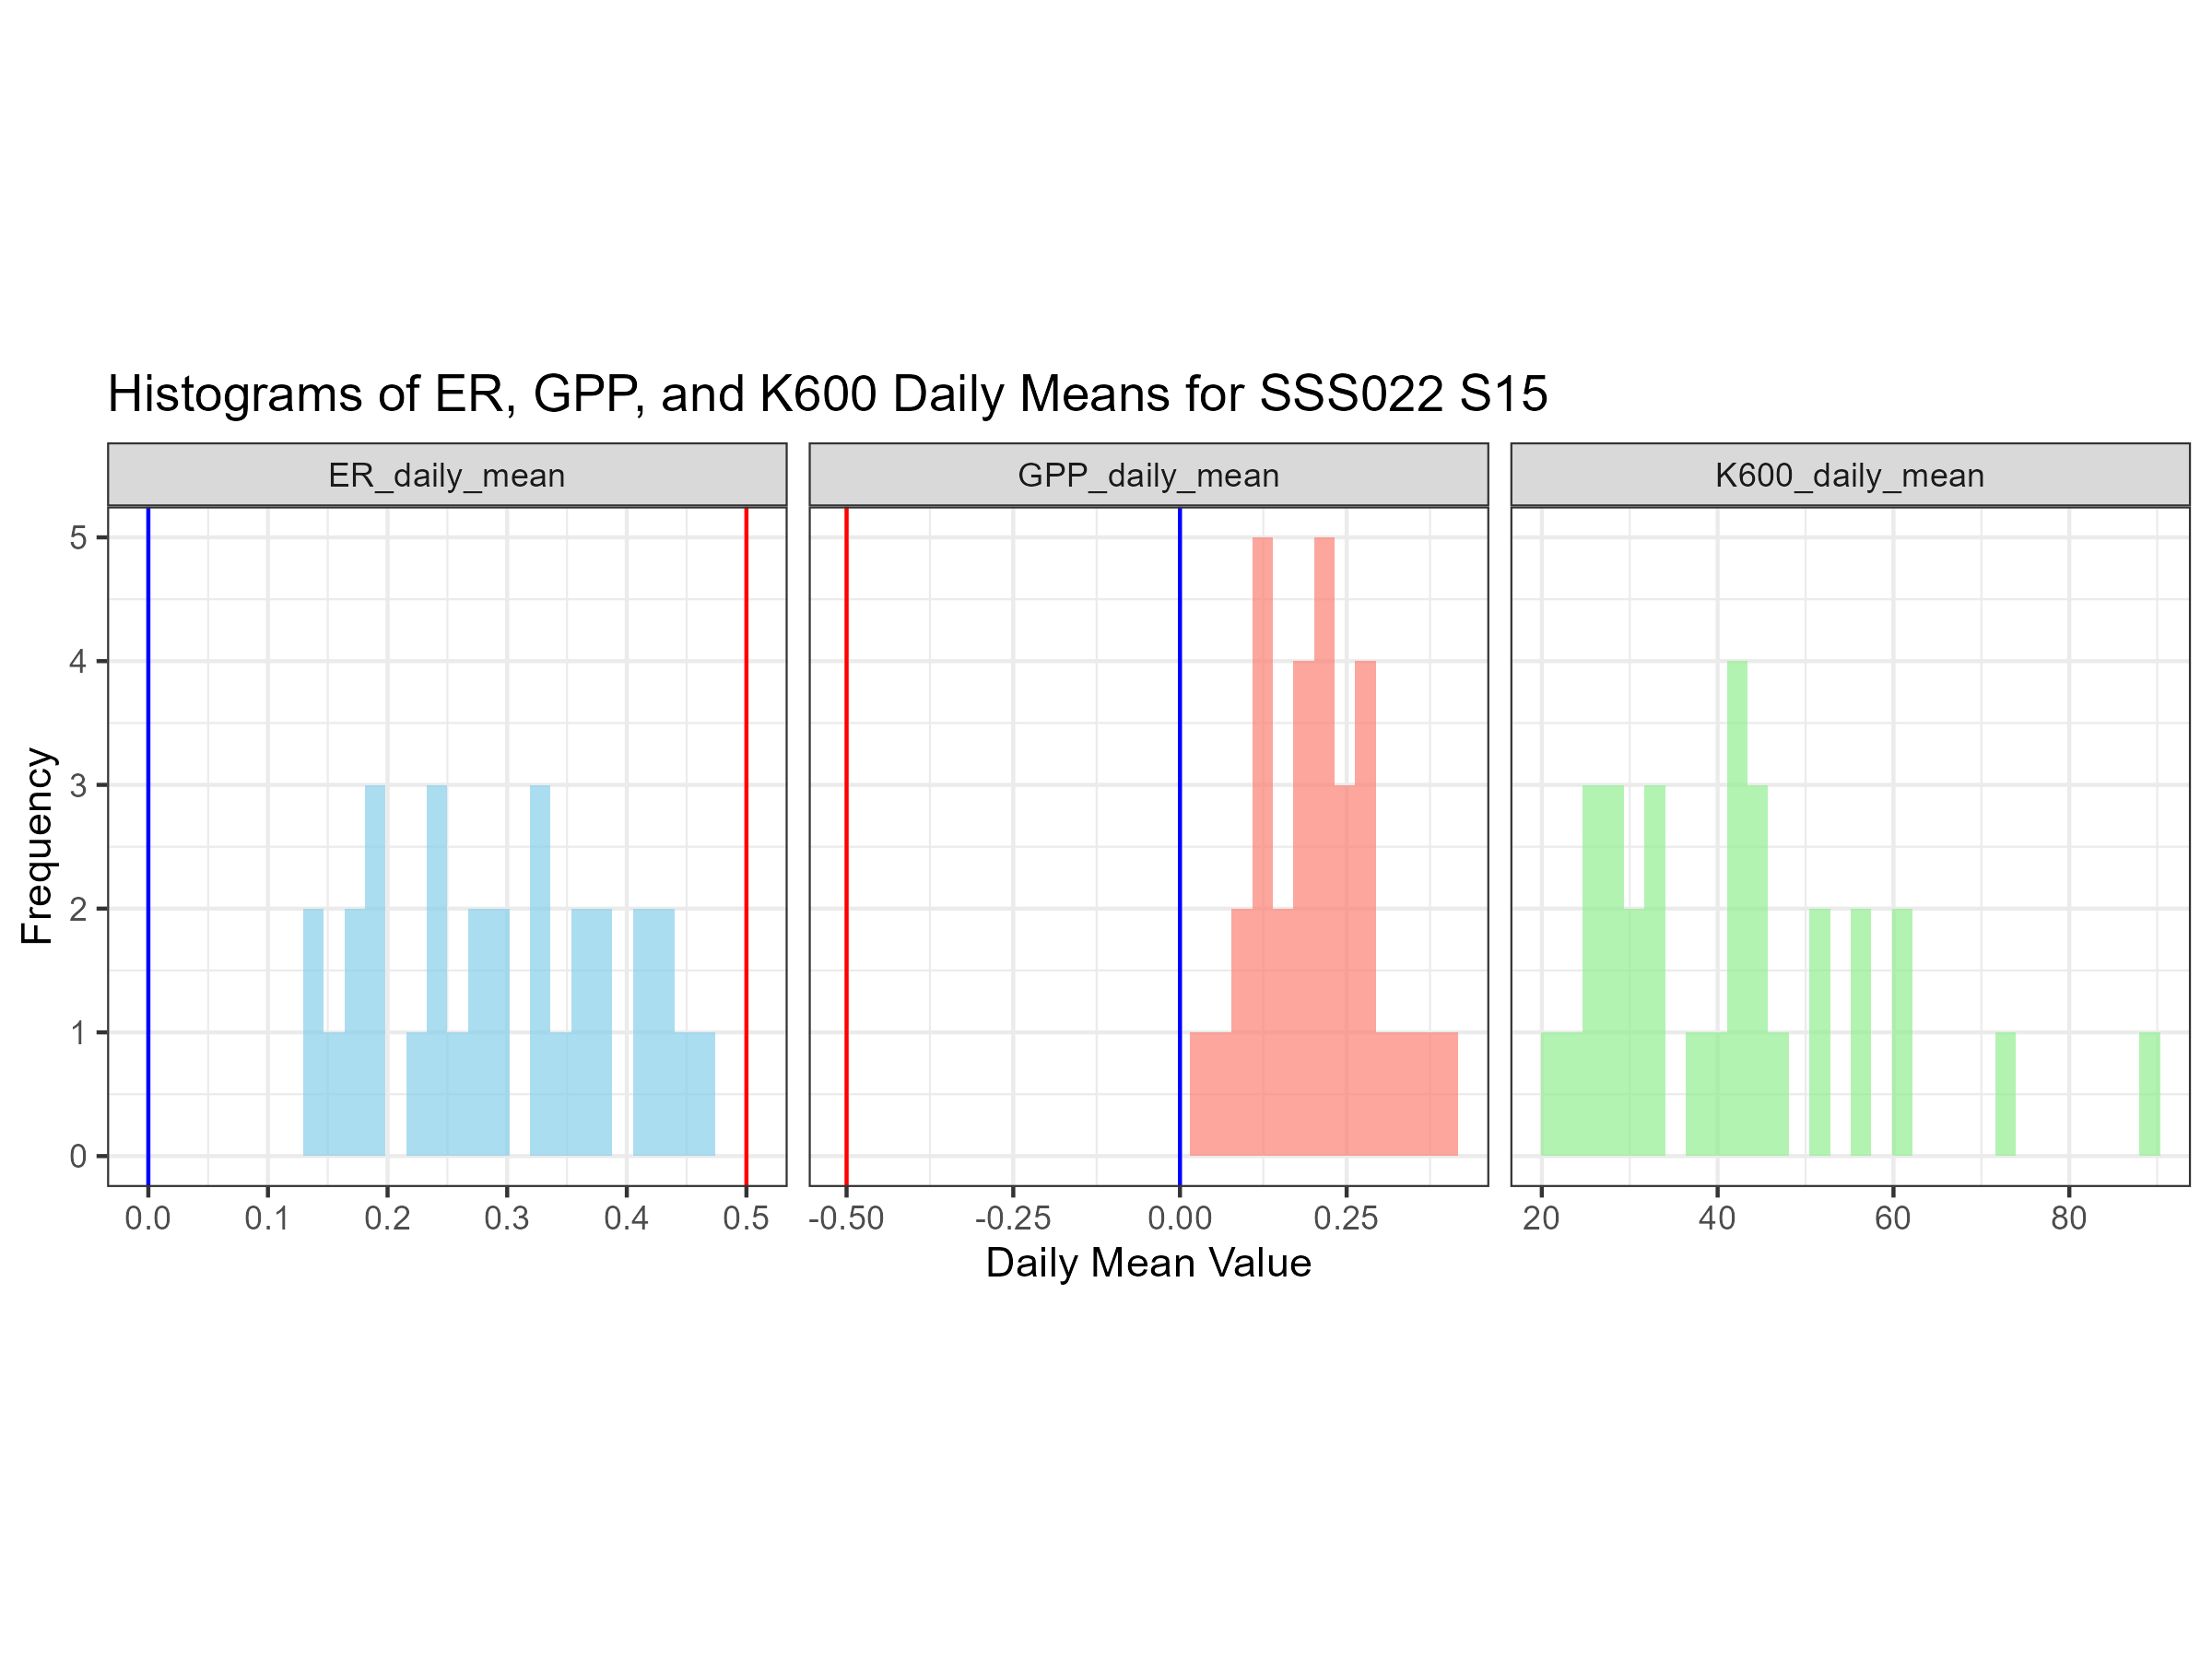 Histograms of ER, GPP, and K600 Daily Means for SSS022 S15
ER_daily_mean GPP_daily_mean K600_daily_mean
Frequency
5
4
3
2
1
0
0.0 0.1 0.2 0.3 0.4 0.5 -0.50 -0.25 0.00 0.25 20 40 60 80
Daily Mean Value